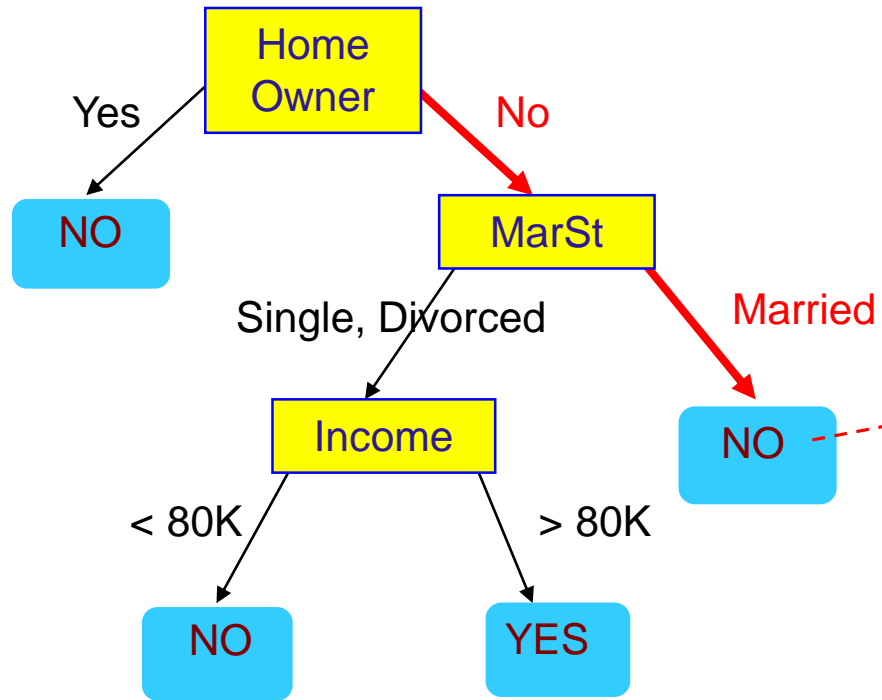 Home
Owner
Yes
No
NO
MarSt
Single, Divorced
Married
Income
NO
< 80K
> 80K
NO
YES